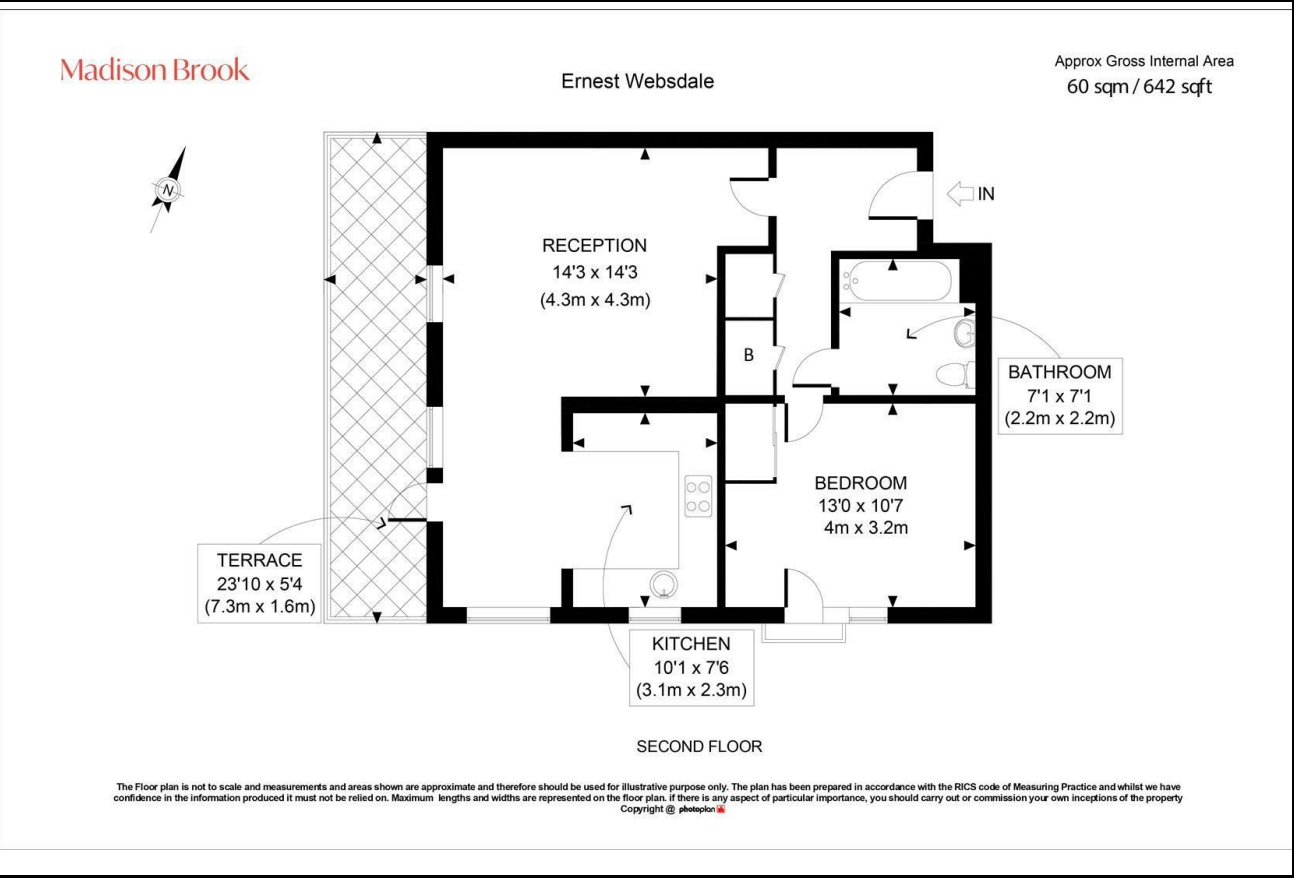 Madison Brook
Ernest Websdale
Approx Gross Internal Area
60 sqm / 642 sqft
N
IN
RECEPTION
14'3 x 14'3
(4.3m x 4.3m)
B
BATHROOM
7'1 x 7'1
(2.2m x 2.2m)
BEDROOM
13'0 x 10'7
4m x 3.2m
TERRACE
23'10 x 5'4
(7.3m x 1.6m)
KITCHEN
10'1 x 7'6
(3.1m x 2.3m)
SECOND FLOOR
The Floor plan is not to scale and measurements and areas shown are approximate and therefore should be used for illustrative purpose only. The plan has been prepared in accordance with the RICS code of Measuring Practice and whilst we have
confidence in the information produced it must not be relied on. Maximum lengths and widths are represented on the floor plan. if there is any aspect of particular importance, you should carry out or commission your own inceptions of the property
Copyright @ photoplan